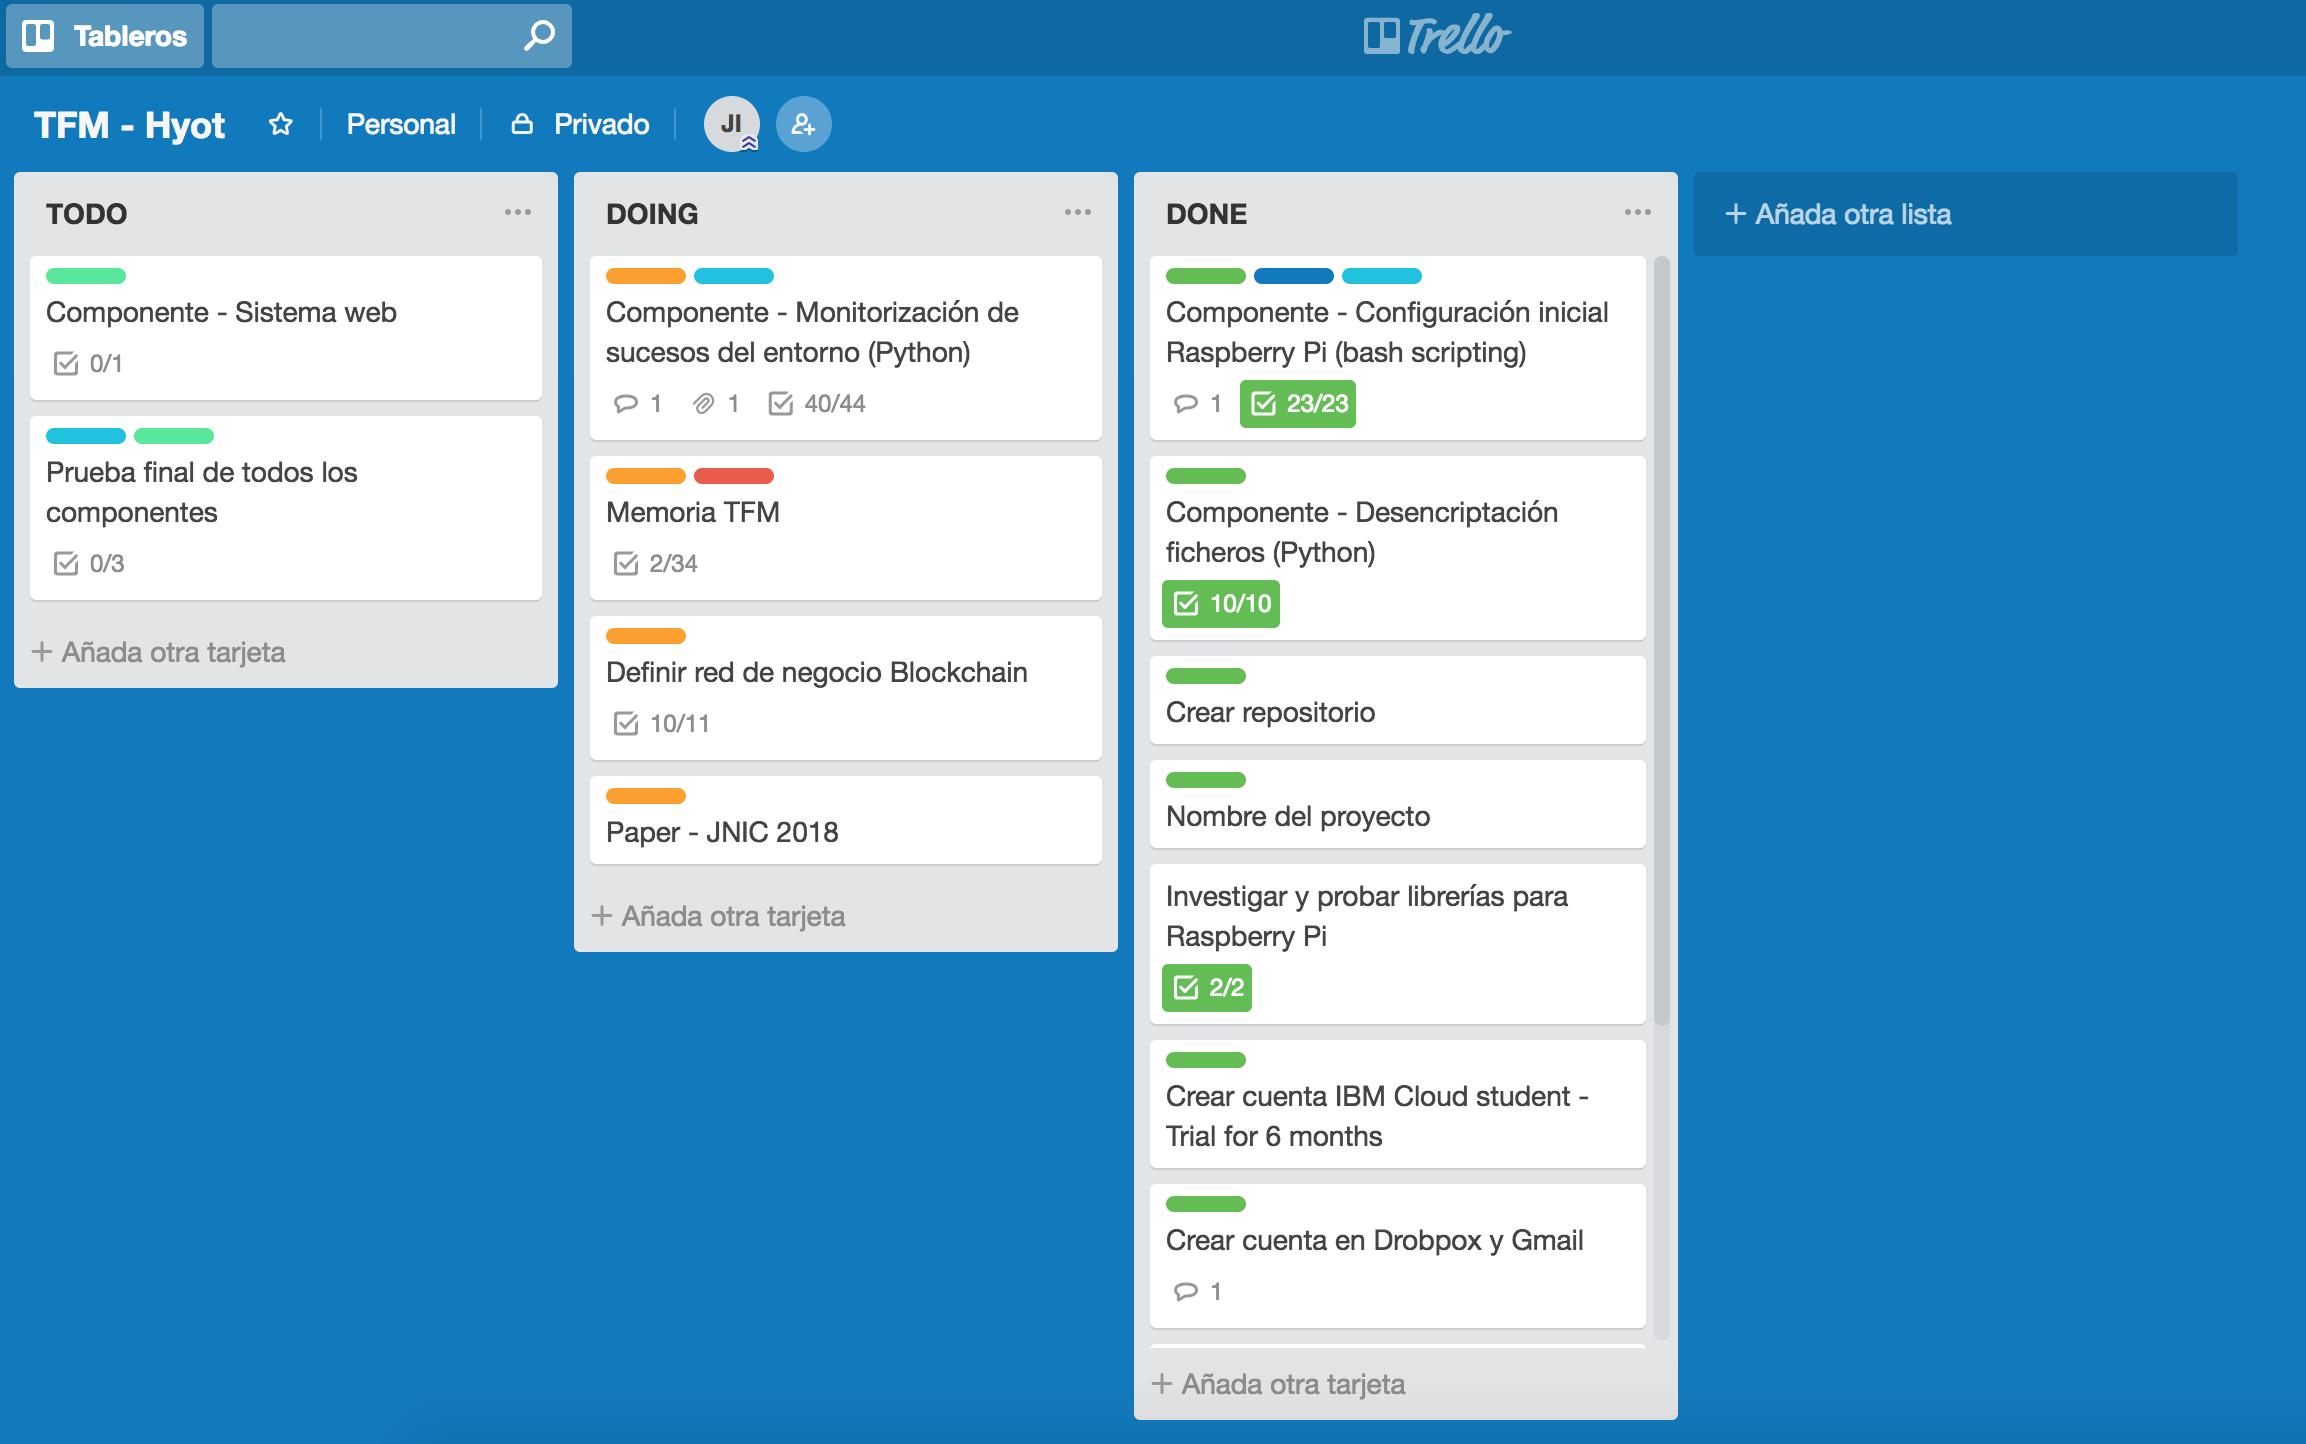 Tableros
Trello
TFM - Hyot
Personal
Privado
JI
TODO
Componente - Sistema web
0/1
Prueba final de todos los
componentes
0/3
+ Añada otra tarjeta
DOING
Componente - Monitorización de
sucesos del entorno (Python)
1 1 40/44
Memoria TFM
2/34
Definir red de negocio Blockchain
10/11
Paper - JNIC 2018
+ Añada otra tarjeta
DONE
Componente - Configuración inicial
Raspberry Pi (bash scripting)
1 23/23
Componente - Desencriptación
ficheros (Python)
10/10
Crear repositorio
Nombre del proyecto
Investigar y probar librerías para
Raspberry Pi
2/2
Crear cuenta IBM Cloud student -
Trial for 6 months
Crear cuenta en Drobpox y Gmail
1
+ Añada otra tarjeta
+ Añada otra lista